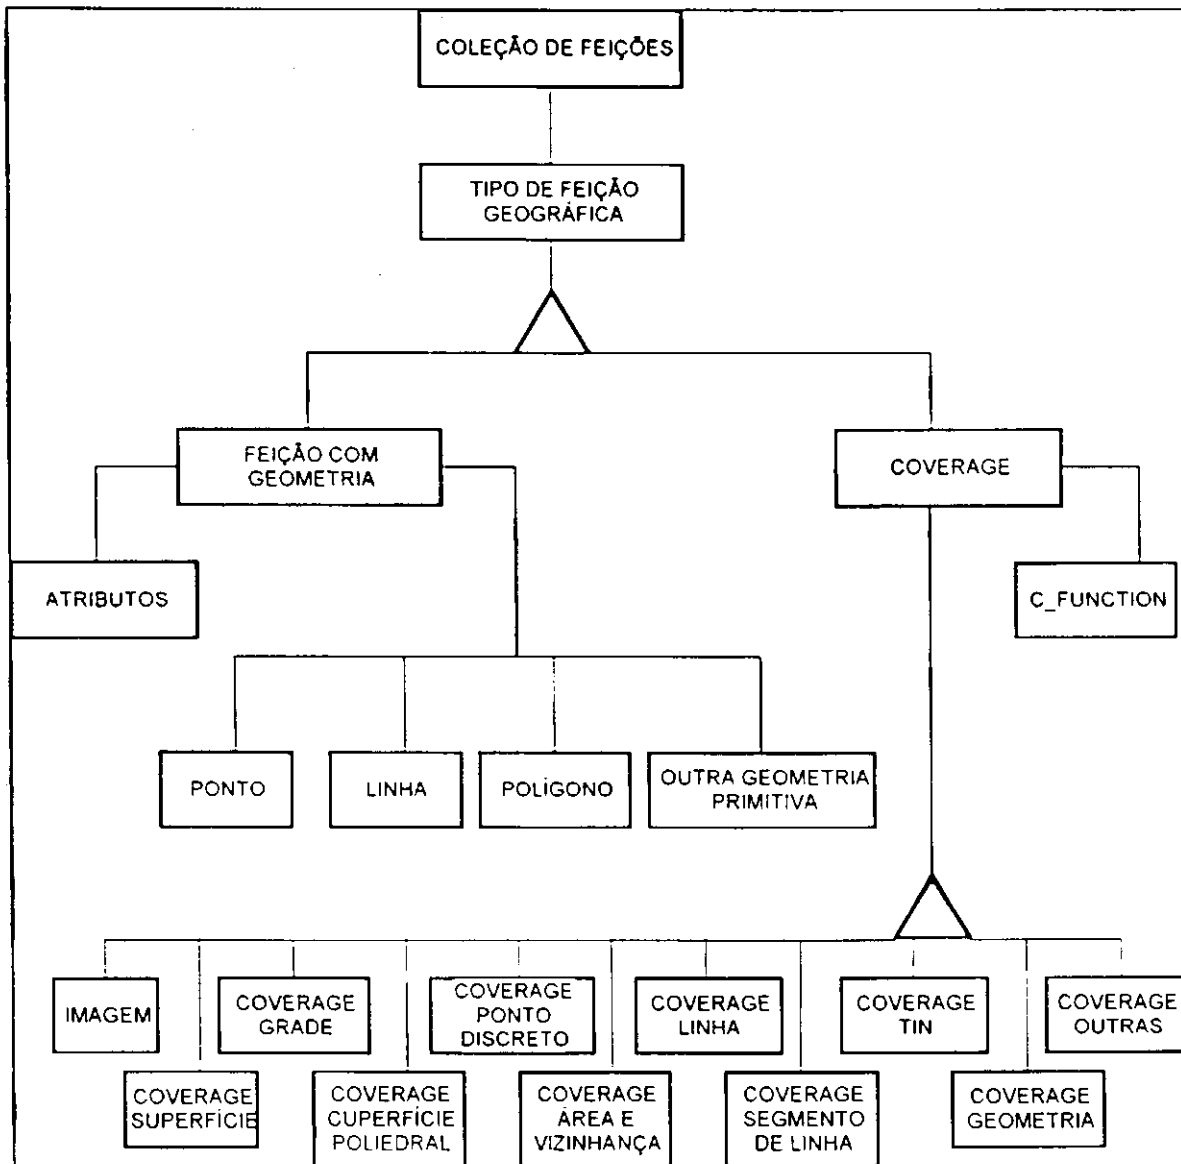 COLEÇÃO DE FEIÇÕES
TIPO DE FEIÇÃO
GEOGRÁFICA
FEIÇÃO COM
GEOMETRIA
COVERAGE
ATRIBUTOS
C_FUNCTION
PONTO
LINHA
POLÍGONO
OUTRA GEOMETRIA
PRIMITIVA
IMAGEM
COVERAGE
GRADE
COVERAGE
PONTO
DISCRETO
COVERAGE
LINHA
COVERAGE
TIN
COVERAGE
OUTRAS
COVERAGE
SUPERFÍCIE
COVERAGE
CUPERFÍCIE
POLIEDRAL
COVERAGE
ÁREA E
VIZINHANÇA
COVERAGE
SEGMENTO
DE LINHA
COVERAGE
GEOMETRIA